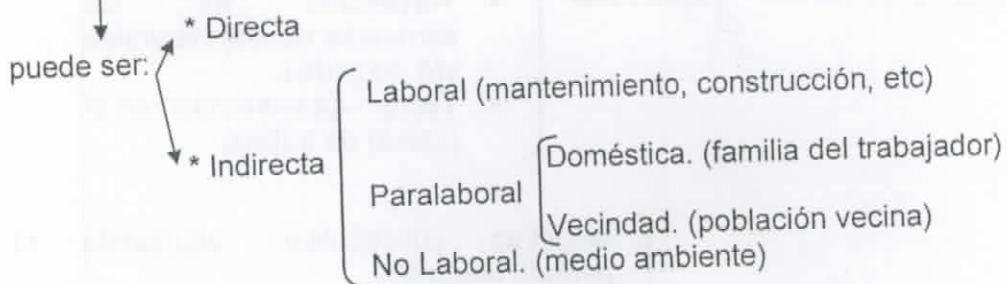 * Directa
puede ser:
Laboral (mantenimiento, construcción, etc)
* Indirecta
Doméstica. (familia del trabajador)
Paralaboral
Vecindad. (población vecina)
No Laboral. (medio ambiente)